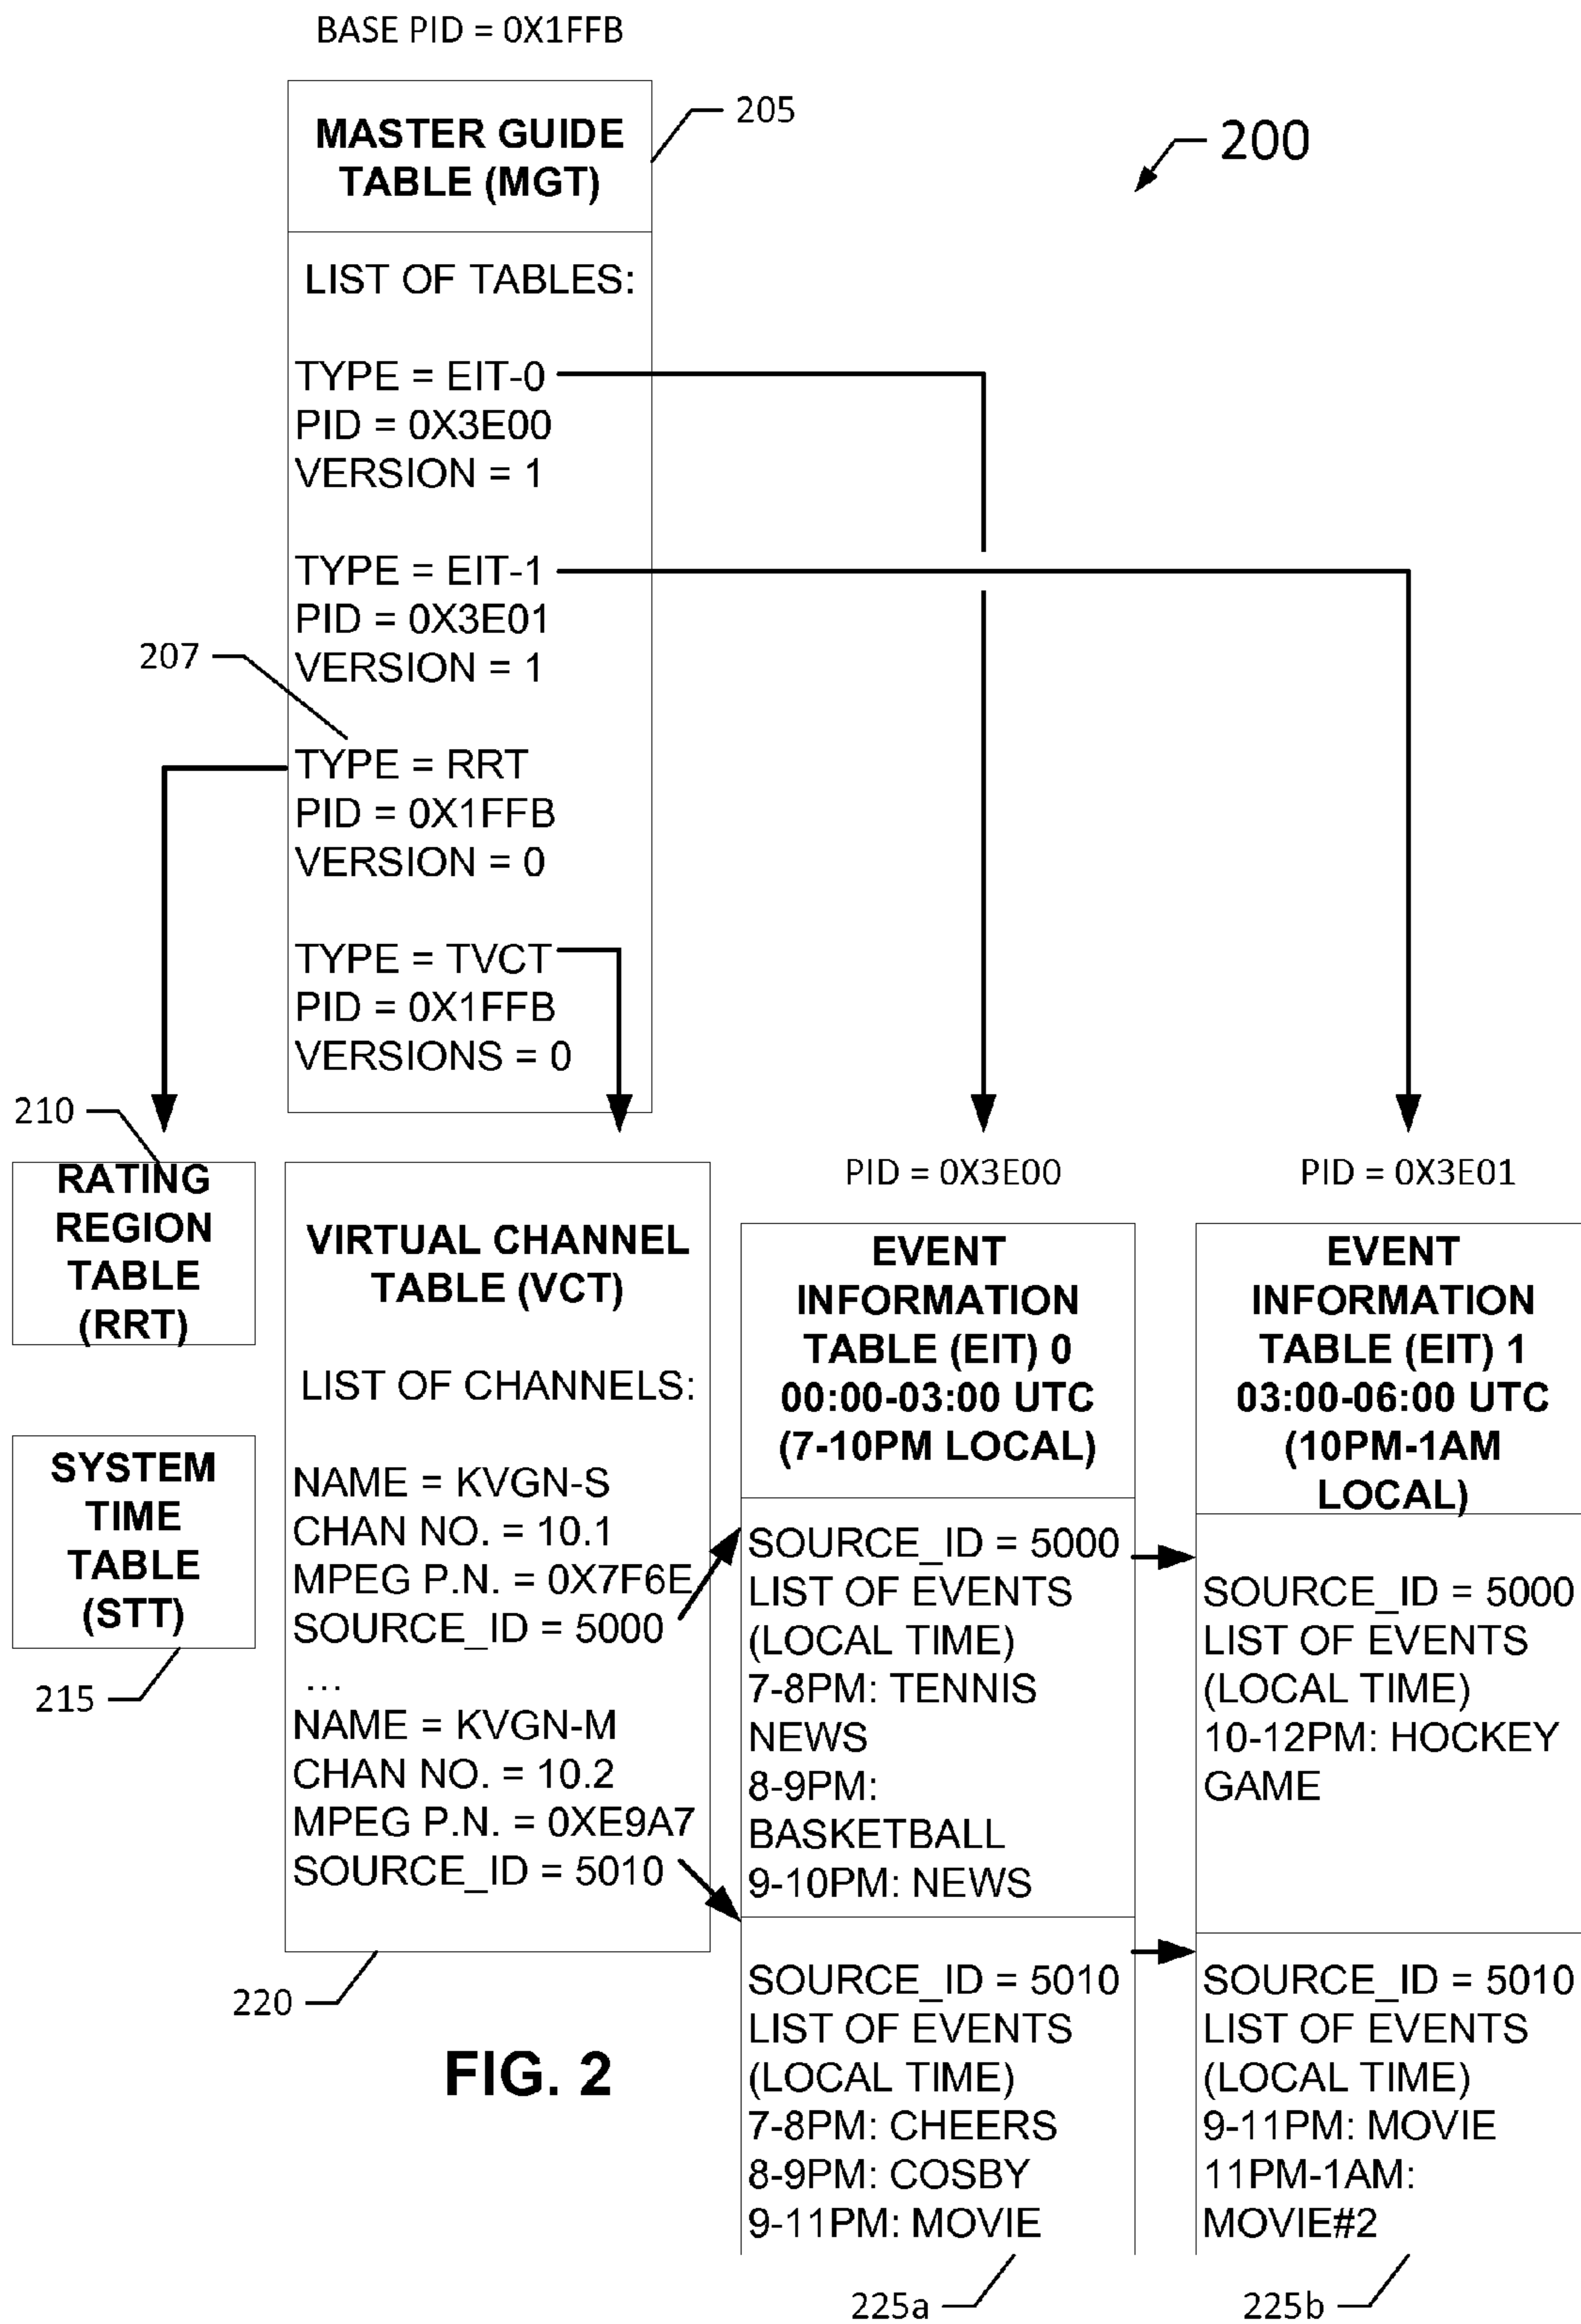 BASE PID = 0X1FFB
MASTER GUIDE
TABLE (MGT)
205
200
LIST OF TABLES:
TYPE = EIT-0
PID = 0X3E00
VERSION = 1
TYPE = EIT-1
PID = 0X3E01
VERSION = 1
207
TYPE = RRT
PID = 0X1FFB
VERSION = 0
TYPE = TVCT
PID = 0X1FFB
VERSIONS = 0
210
RATING
REGION
TABLE
(RRT)
SYSTEM
TIME
TABLE
(STT)
215
VIRTUAL CHANNEL
TABLE (VCT)
LIST OF CHANNELS:
NAME = KVGN-S
CHAN NO. = 10.1
MPEG P.N. = 0X7F6E
SOURCE_ID = 5000
...
NAME = KVGN-M
CHAN NO. = 10.2
MPEG P.N. = 0XE9A7
SOURCE_ID = 5010
220
PID = 0X3E00
EVENT
INFORMATION
TABLE (EIT) 0
00:00-03:00 UTC
(7-10PM LOCAL)
SOURCE_ID = 5000
LIST OF EVENTS
(LOCAL TIME)
7-8PM: TENNIS
NEWS
8-9PM:
BASKETBALL
9-10PM: NEWS
SOURCE_ID = 5010
LIST OF EVENTS
(LOCAL TIME)
7-8PM: CHEERS
8-9PM: COSBY
9-11PM: MOVIE
225a
PID = 0X3E01
EVENT
INFORMATION
TABLE (EIT) 1
03:00-06:00 UTC
(10PM-1AM
LOCAL)
SOURCE_ID = 5000
LIST OF EVENTS
(LOCAL TIME)
10-12PM: HOCKEY
GAME
SOURCE_ID = 5010
LIST OF EVENTS
(LOCAL TIME)
9-11PM: MOVIE
11PM-1AM:
MOVIE#2
225b
FIG. 2